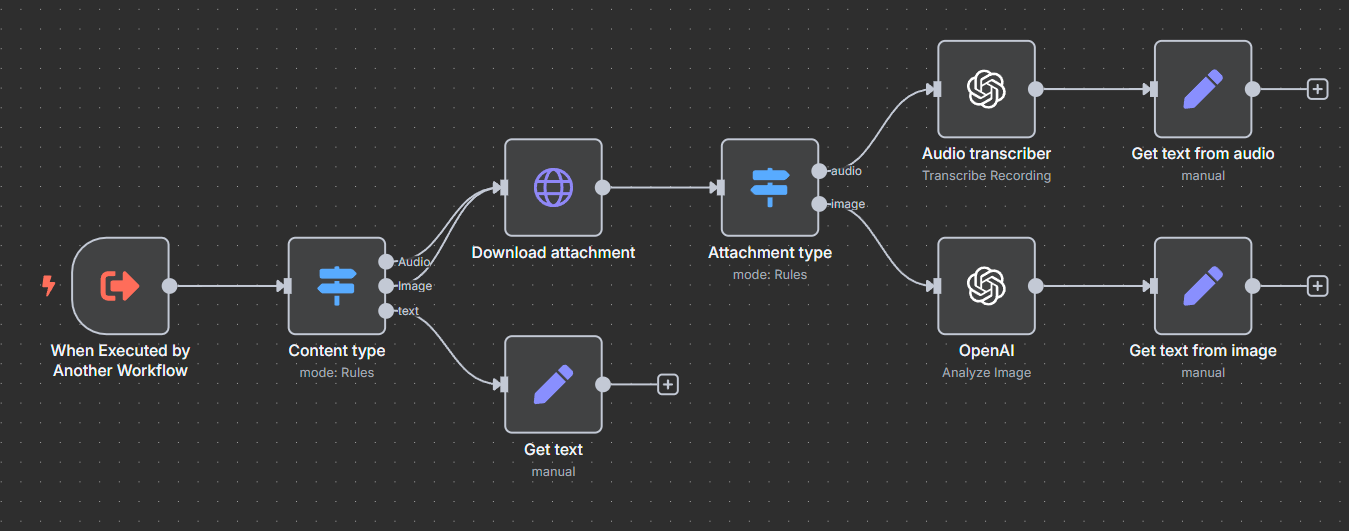 When Executed by
Another Workflow
Content type
mode: Rules
Audio
Image
text
Download attachment
Get text
manual
Attachment type
mode: Rules
audio
image
Audio transcriber
Transcribe Recording
Get text from audio
manual
OpenAI
Analyze Image
Get text from image
manual